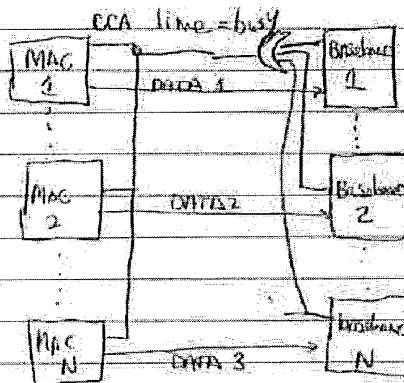 CCA line = busy
MAC
1
DATA 1
Baseband
1
MAC
2
DATA 2
Baseband
2
MAC
N
DATA 3
Baseband
N